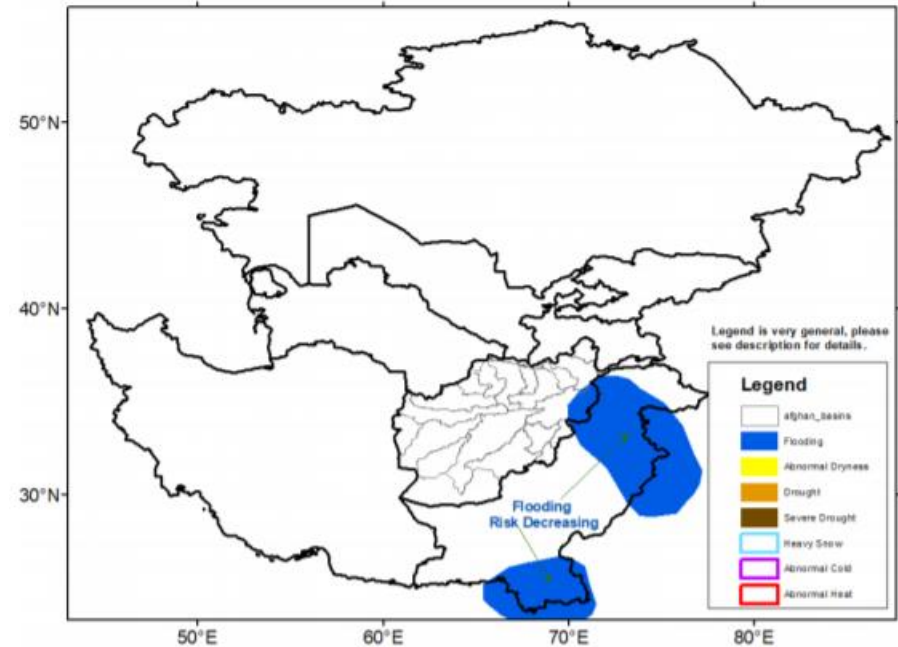 50°N
40°N
30°N
50°E
60°E
70°E
80°E
Flooding
Risk Decreasing
Legend is very general, please
see description for details.
Legend
afghan_basins
Flooding
Abnormal Dryness
Drought
Severe Drought
Heavy Snow
Abnormal Cold
Abnormal Heat